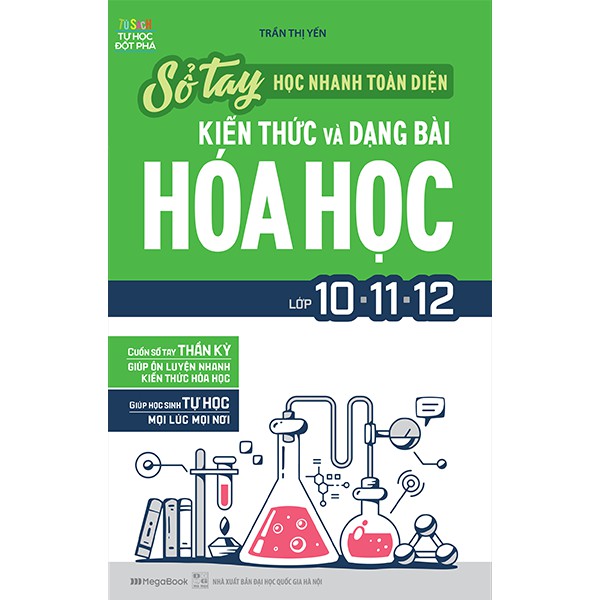 TỦ SÁCH
TỰ HỌC
ĐỘT PHÁ
TRẦN THỊ YẾN
Sổ tay HỌC NHANH TOÀN DIỆN
KIẾN THỨC VÀ DẠNG BÀI
HÓA HỌC
LỚP 10·11·12
CUỐN SỔ TAY THẦN KỲ
GIÚP ÔN LUYỆN NHANH
KIẾN THỨC HÓA HỌC
GIÚP HỌC SINH TỰ HỌC
MỌI LÚC MỌI NƠI
MegaBook
NHÀ XUẤT BẢN ĐẠI HỌC QUỐC GIA HÀ NỘI